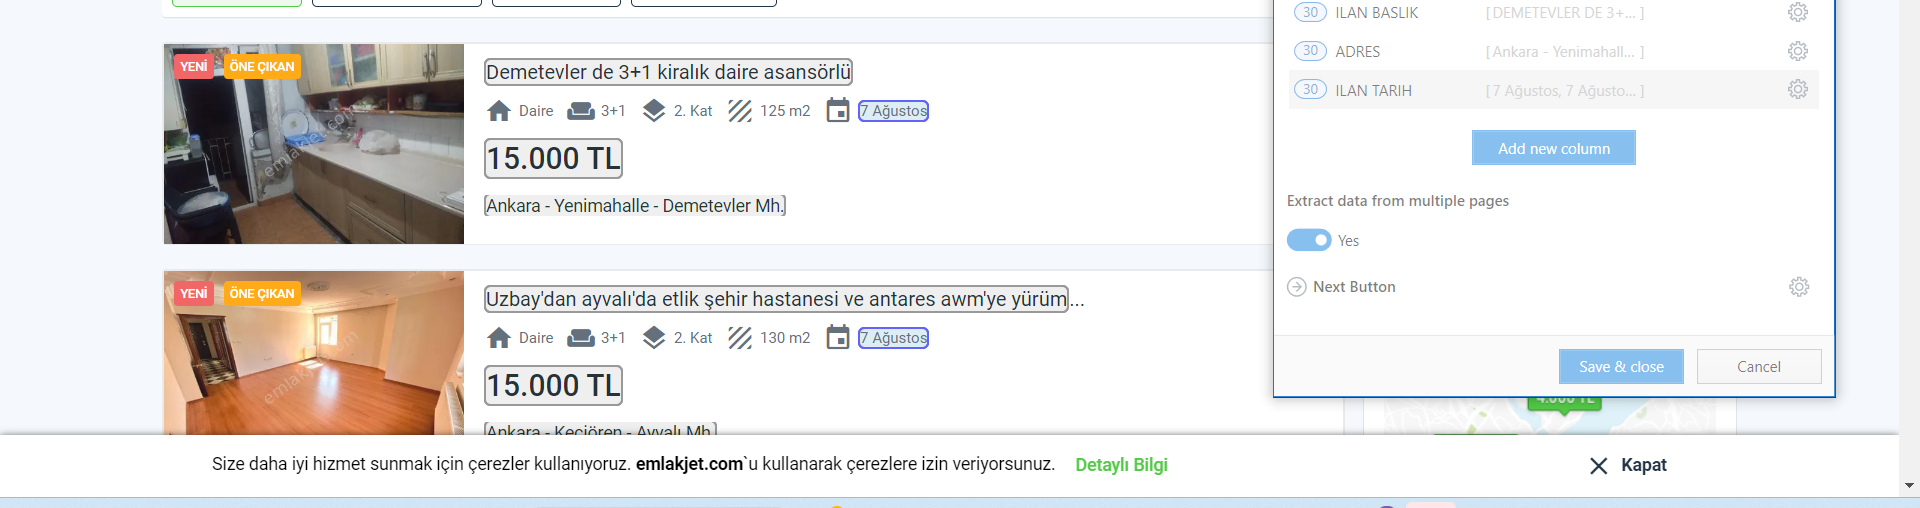 YENİ ÖNE ÇIKAN
Demetevler de 3+1 kiralık daire asansörlü
Daire 3+1 2. Kat 125 m2 7 Ağustos
15.000 TL
Ankara - Yenimahalle - Demetevler Mh.
emlakjet.com
YENİ ÖNE ÇIKAN
Uzbay'dan ayvalı'da etlik şehir hastanesi ve antares awm'ye yürüm...
Daire 3+1 2. Kat 130 m2 7 Ağustos
15.000 TL
Ankara - Keçiören - Ayvalı Mh.
emlakjet.com
30 ILAN BASLIK [DEMETEVLER DE 3+... ]
30 ADRES [Ankara - Yenimahall... ]
30 ILAN TARIH [7 Ağustos, 7 Ağusto... ]
Add new column
Extract data from multiple pages
Yes
Next Button
Save & close Cancel
4.000 TL
Size daha iyi hizmet sunmak için çerezler kullanıyoruz. emlakjet.com`u kullanarak çerezlere izin veriyorsunuz. Detaylı Bilgi
Kapat